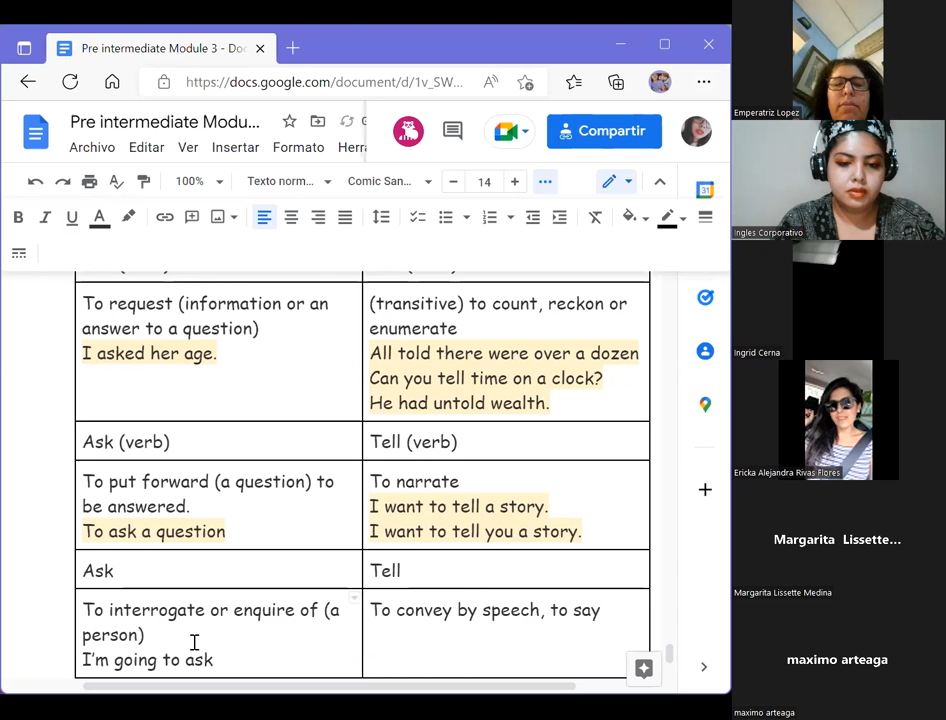 Pre intermediate Module 3 - Doc
https://docs.google.com/document/d/1v_SW...
Pre intermediate Modu...
Archivo Editar Ver Insertar Formato Herra
Compartir
100% Texto norm... Comic San... 14
31
To request (information or an answer to a question)
I asked her age.
(transitive) to count, reckon or enumerate
All told there were over a dozen
Can you tell time on a clock?
He had untold wealth.
Ask (verb)
Tell (verb)
To put forward (a question) to be answered.
To ask a question
To narrate
I want to tell a story.
I want to tell you a story.
Ask
Tell
To interrogate or enquire of (a person)
I'm going to ask
To convey by speech, to say
Emperatriz Lopez
Ingles Corporativo
Ingrid Cerna
Ericka Alejandra Rivas Flores
Margarita Lissette...
Margarita Lissette Medina
maximo arteaga
maximo arteaga